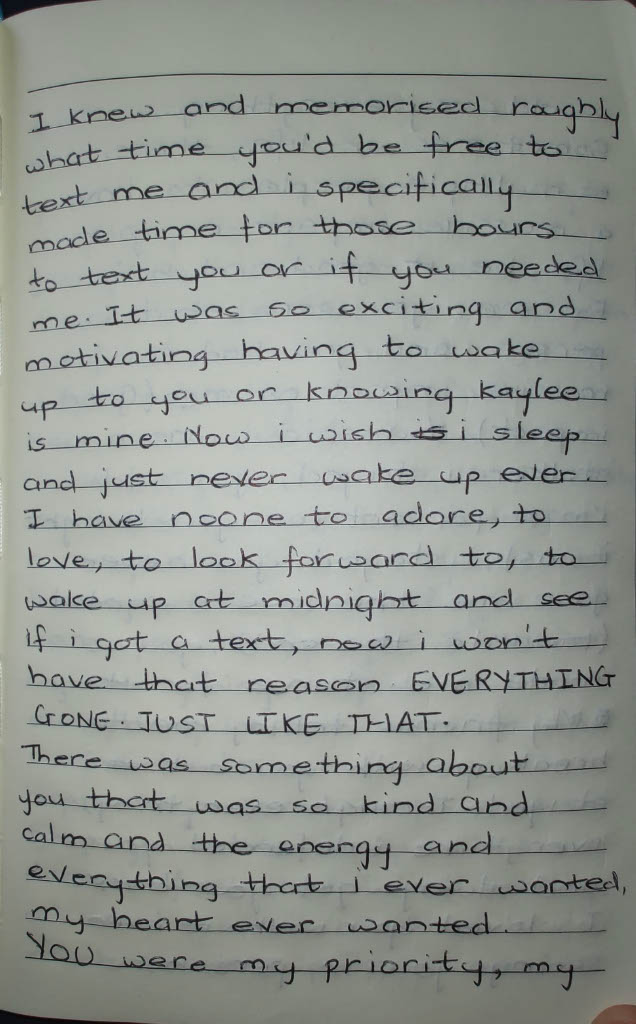 I knew and memorised roughly
what time you'd be free to
text me and i specifically
made time for those hours
to text you or if you needed
me. It was so exciting and
motivating having to wake
up to you or knowing kaylee
is mine. Now i wish is i sleep
and just never wake up ever.
I have noone to adore, to
love, to look forward to, to
wake up at midnight and see
if i got a text, now i won't
have that reason EVERYTHING
GONE. JUST LIKE THAT.
There was something about
you that was so kind and
calm and the energy and
everything that i ever wanted,
my heart ever wanted.
YOU were my priority, my